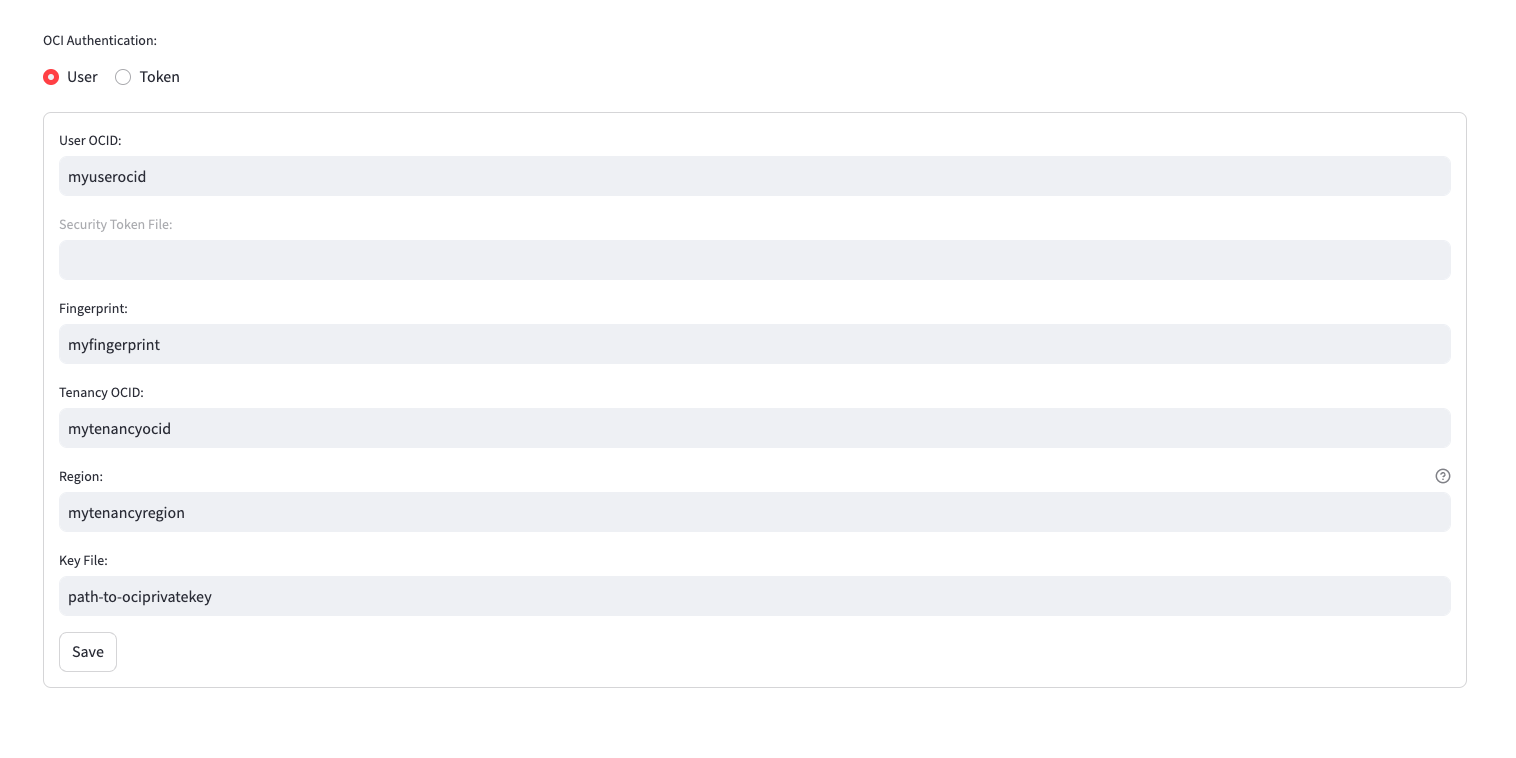 OCI Authentication:
User Token
User OCID:
myuserocid
Security Token File:
Fingerprint:
myfingerprint
Tenancy OCID:
mytenancyocid
Region:
mytenancyregion
Key File:
path-to-ociprivatekey
Save